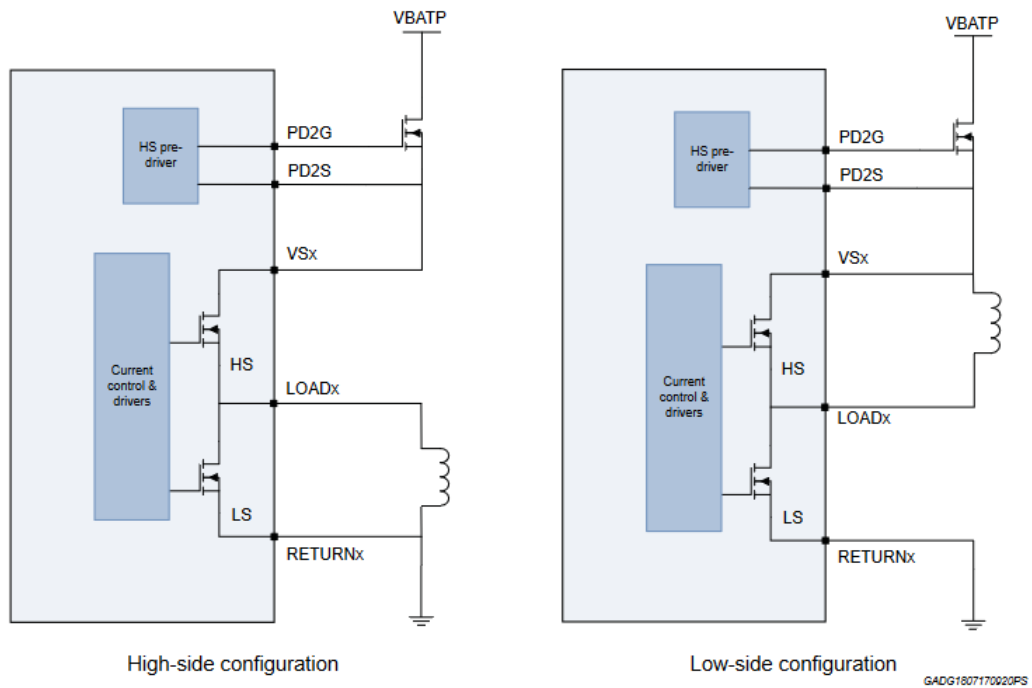 VBATP
HS pre-
driver
PD2G
PD2S
VSx
HS
Current
control &
drivers
LOADx
LS
RETURNx
High-side configuration
VBATP
HS pre-
driver
PD2G
PD2S
VSx
HS
Current
control &
drivers
LOADx
LS
RETURNx
Low-side configuration
GADG1807170920PS